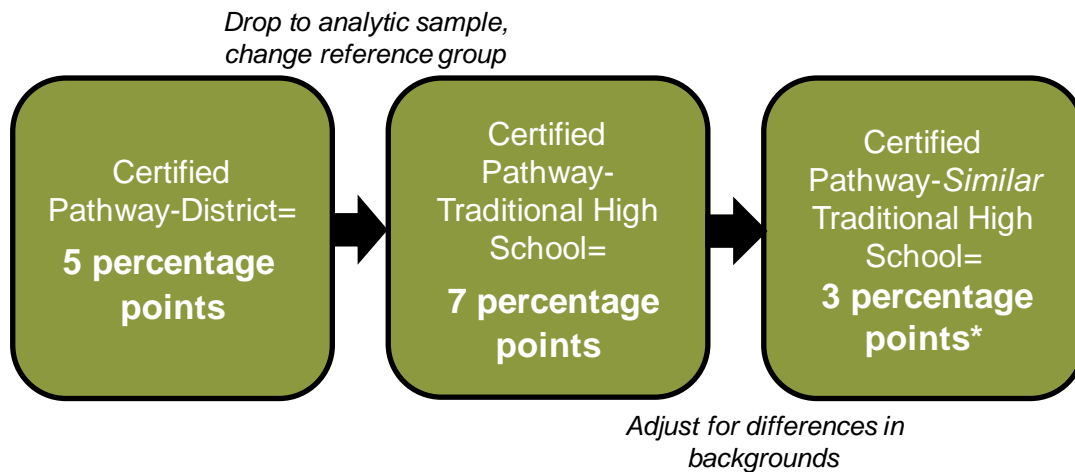 Drop to analytic sample,
change reference group
Certified
Pathway-District=
5 percentage
points
Certified
Pathway-
Traditional High
School=
7 percentage
points
Certified
Pathway-Similar
Traditional High
School=
3 percentage
points*
Adjust for differences in
backgrounds